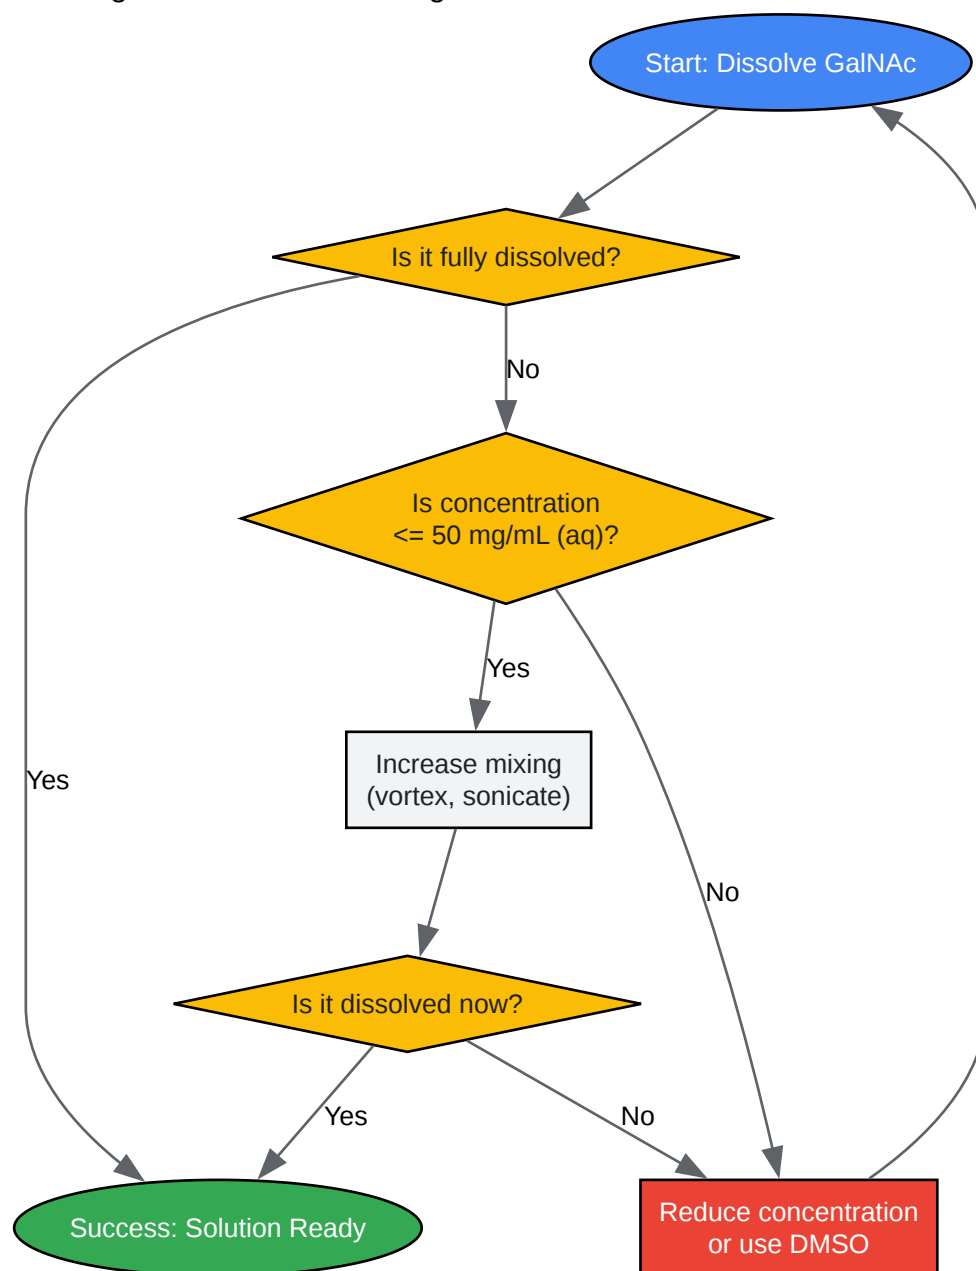 Start: Dissolve GalNAc
Is it fully dissolved?
No
Is concentration
<= 50 mg/mL (aq)?
Yes
Increase mixing
(vortex, sonicate)
Yes
No
Is it dissolved now?
Yes
No
Success: Solution Ready
Reduce concentration
or use DMSO